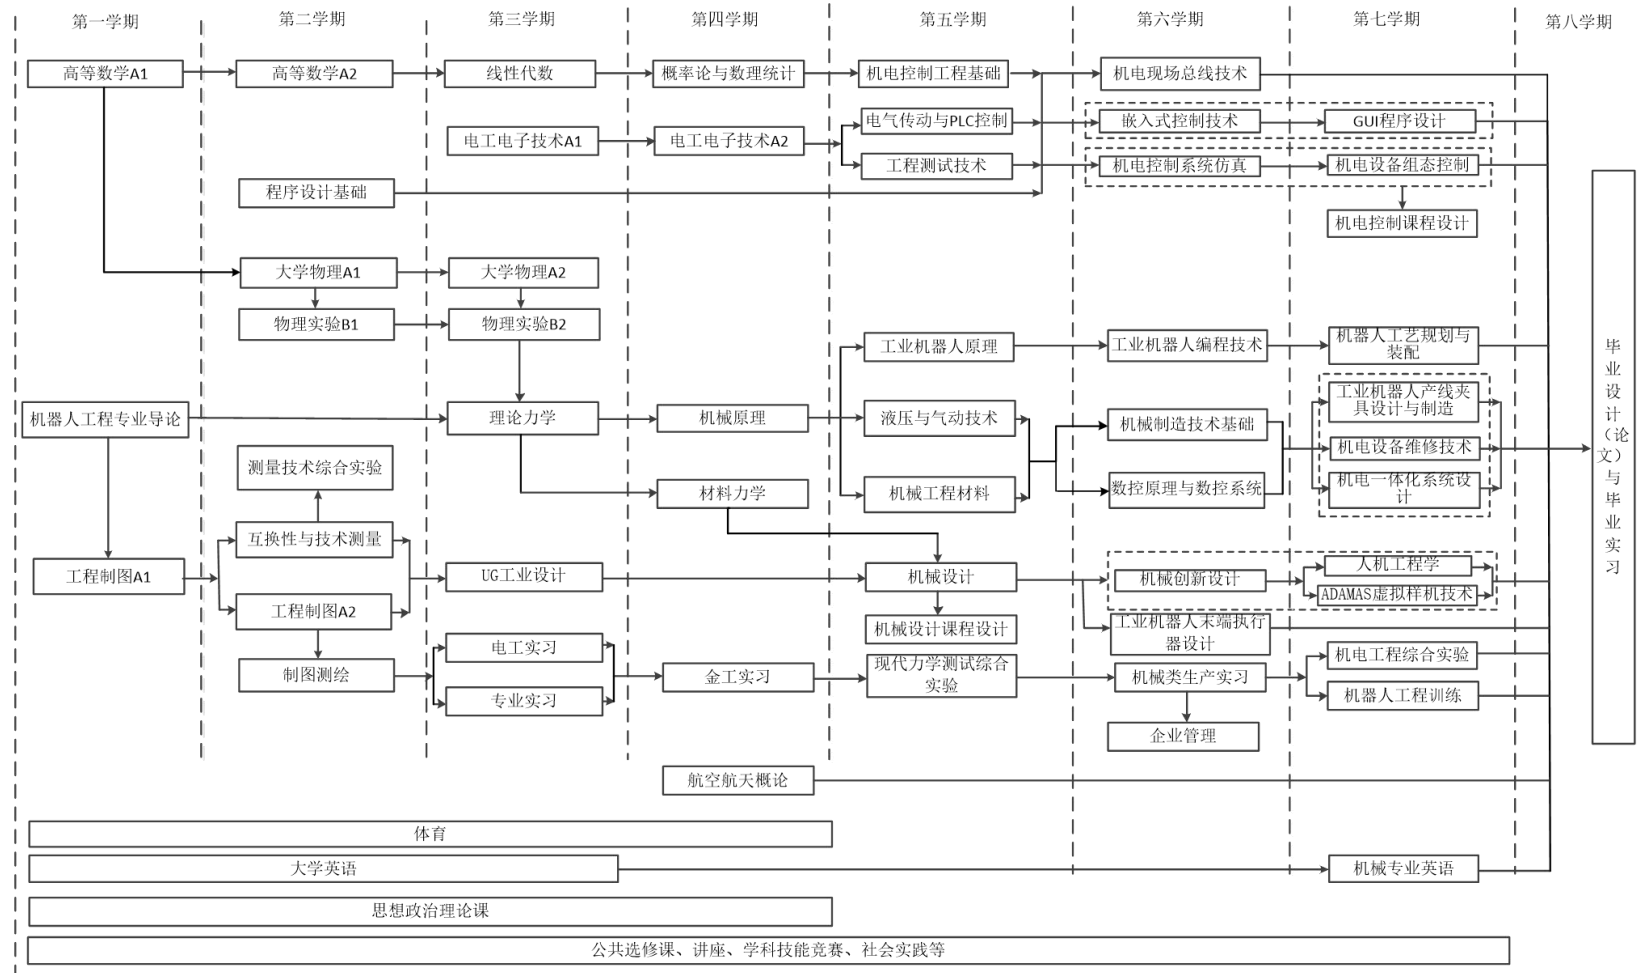 第一学期
第二学期
第三学期
第四学期
第五学期
第六学期
第七学期
第八学期
高等数学A1
高等数学A2
线性代数
概率论与数理统计
机电控制工程基础
机电现场总线技术
电工电子技术A1
电工电子技术A2
电气传动与PLC控制
嵌入式控制技术
GUI程序设计
工程测试技术
机电控制系统仿真
机电设备组态控制
程序设计基础
机电控制课程设计
大学物理A1
大学物理A2
物理实验B1
物理实验B2
工业机器人原理
工业机器人编程技术
机器人工艺规划与
装配
机器人工程专业导论
理论力学
机械原理
液压与气动技术
机械制造技术基础
工业机器人产线夹
具设计与制造
机电设备维修技术
测量技术综合实验
材料力学
机械工程材料
数控原理与数控系统
机电一体化系统设
计
互换性与技术测量
工程制图A1
UG工业设计
机械设计
机械创新设计
人机工程学
ADAMAS虚拟样机技术
工程制图A2
机械设计课程设计
工业机器人末端执行
器设计
制图测绘
电工实习
专业实习
金工实习
现代力学测试综合
实验
机械类生产实习
机电工程综合实验
机器人工程训练
企业管理
航空航天概论
体育
大学英语
机械专业英语
思想政治理论课
公共选修课、讲座、学科技能竞赛、社会实践等
毕
业
设
计
（论
文）
与
毕
业
实
习